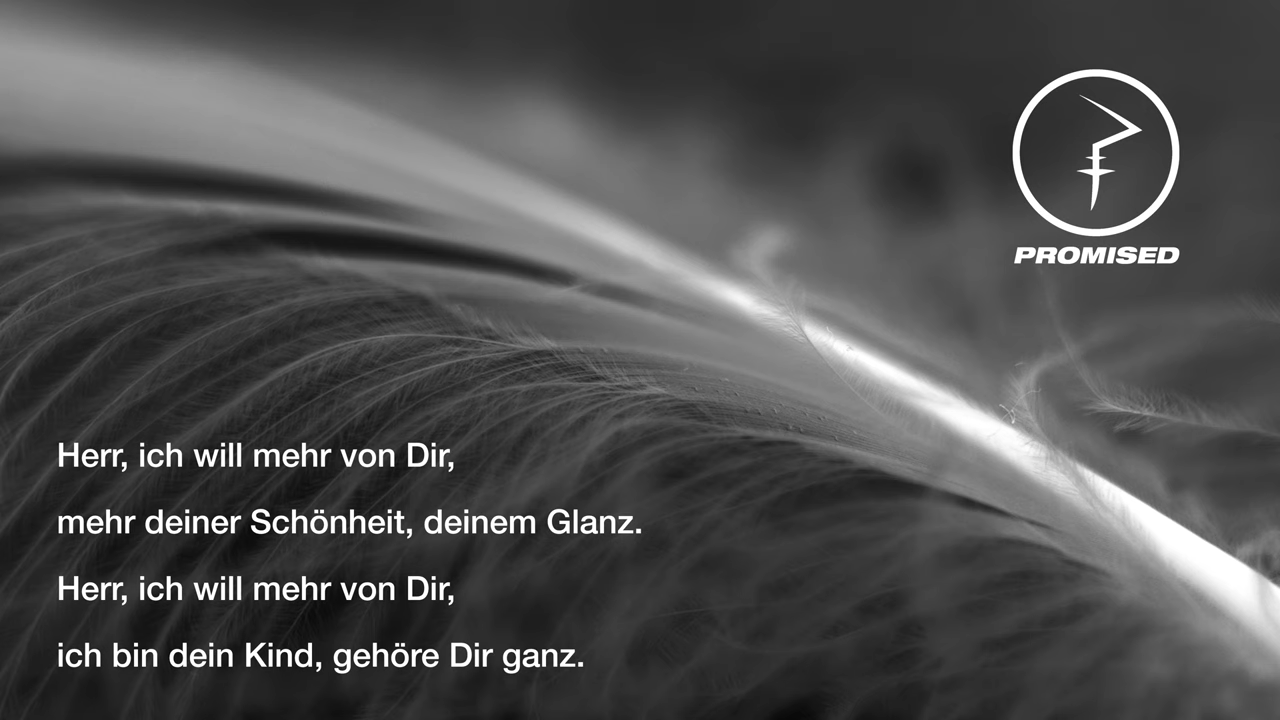 PROMISED
Herr, ich will mehr von Dir,
mehr deiner Schönheit, deinem Glanz.
Herr, ich will mehr von Dir,
ich bin dein Kind, gehöre Dir ganz.